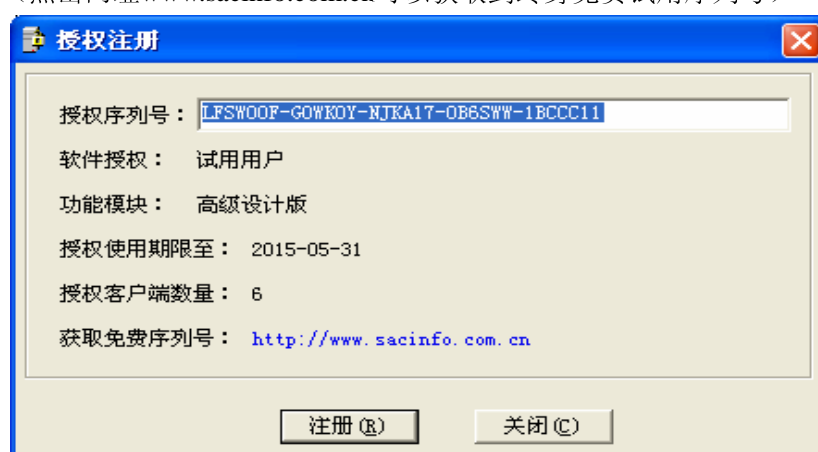 授权注册
授权序列号： LFSWOOF-GOWKOY-NJKA17-OB6SWW-1BCCC11
软件授权： 试用用户
功能模块： 高级设计版
授权使用期限至： 2015-05-31
授权客户端数量： 6
获取免费序列号： http://www.sacinfo.com.cn
注册(R) 关闭(C)